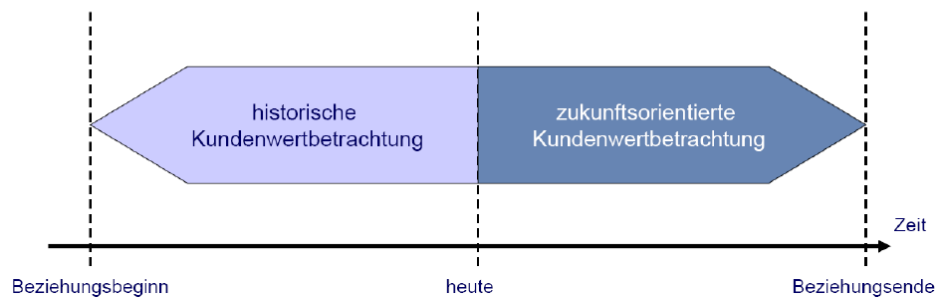 historische
Kundenwertbetrachtung
zukunftsorientierte
Kundenwertbetrachtung
Zeit
Beziehungsbeginn
heute
Beziehungsende